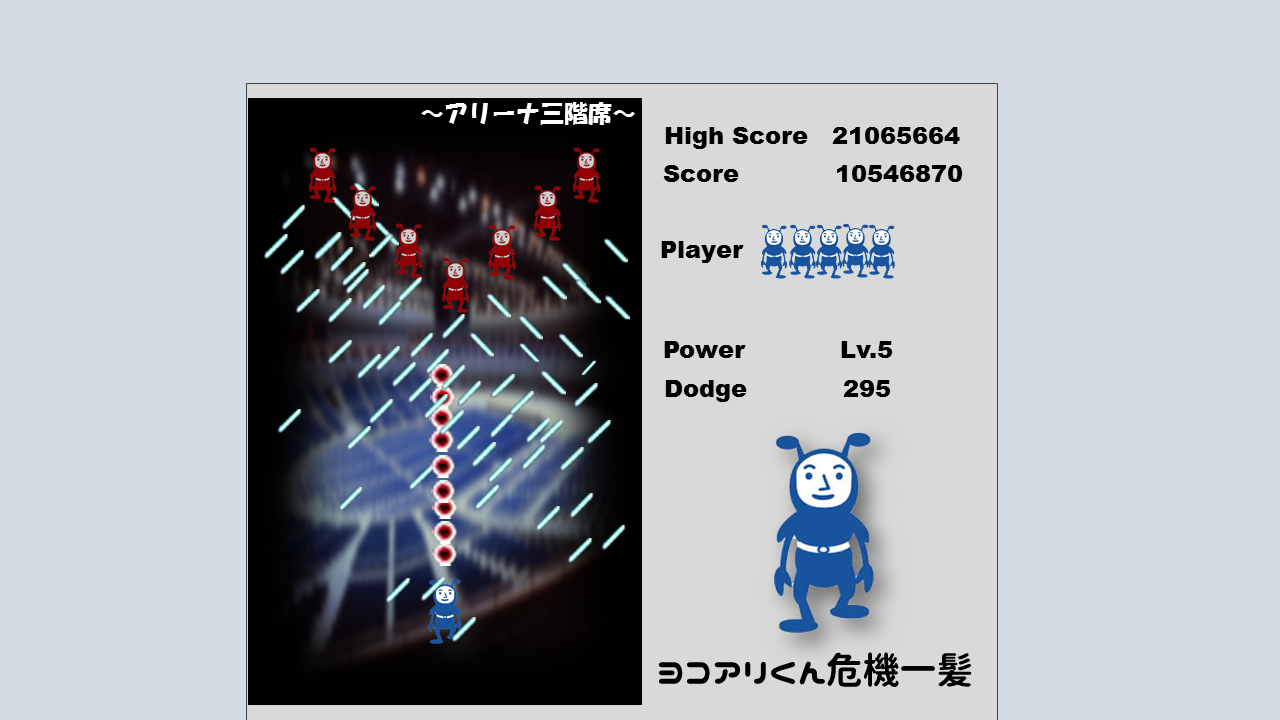 ～アリーナ三階席～
High Score 21065664
Score 10546870
Player
Power Lv.5
Dodge 295
ヨコアリくん危機一髪